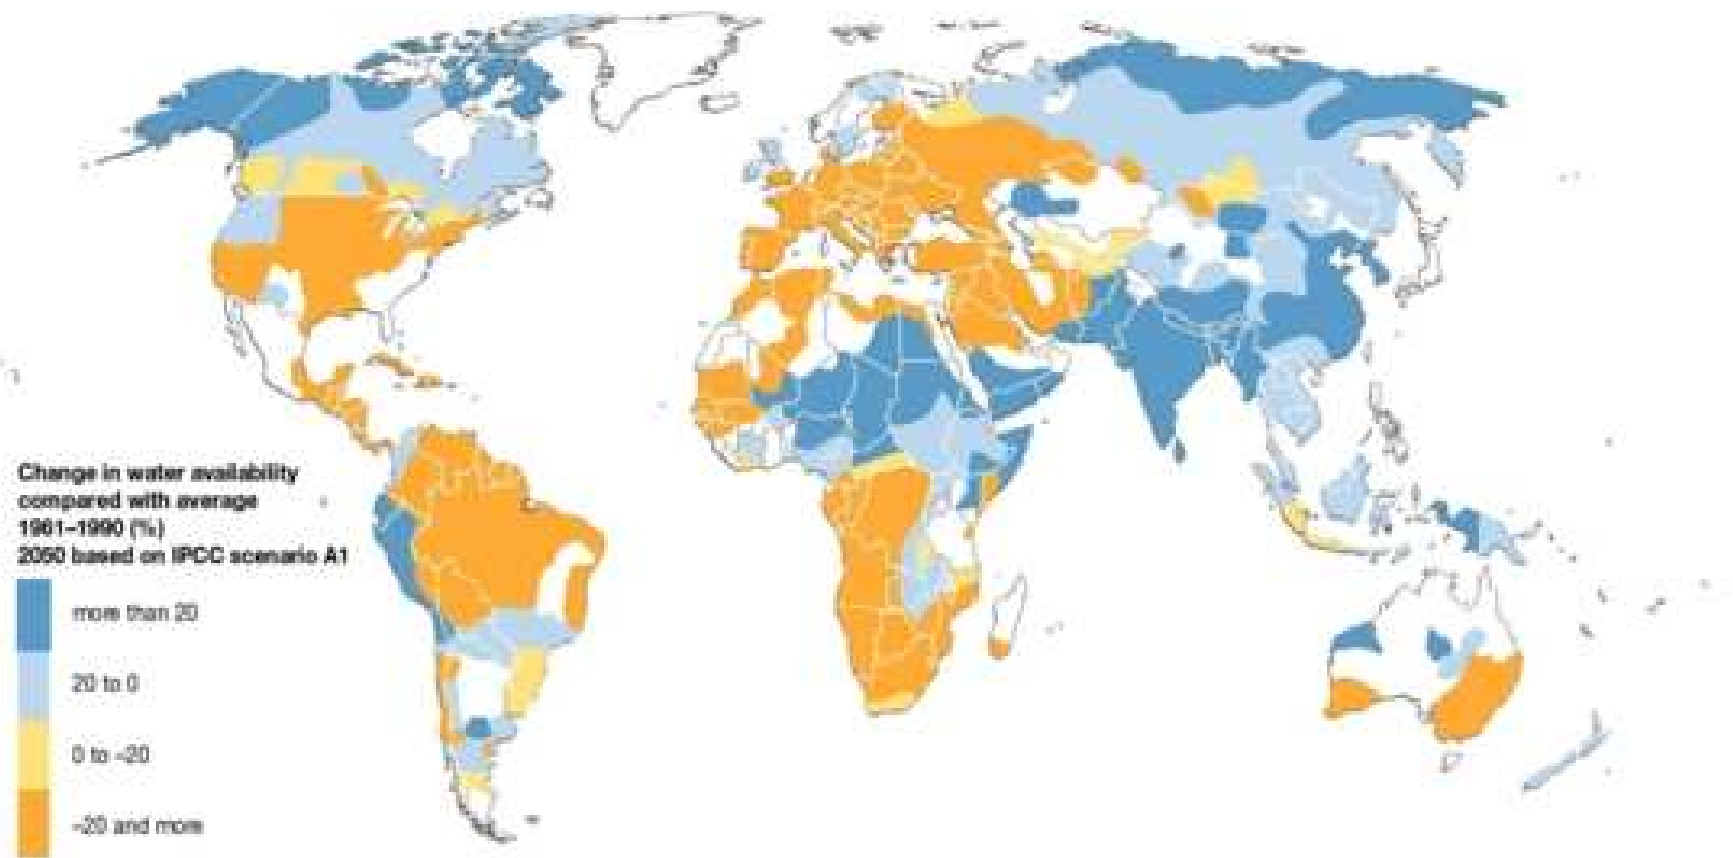 Change in water availability
compared with average
1961–1990 (%)
2050 based on IPCC scenario A1
more than 20
20 to 0
0 to –20
–20 and more